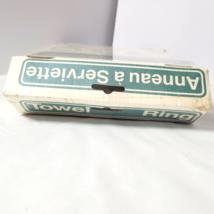 Anneau à Serviette
Towel Ring